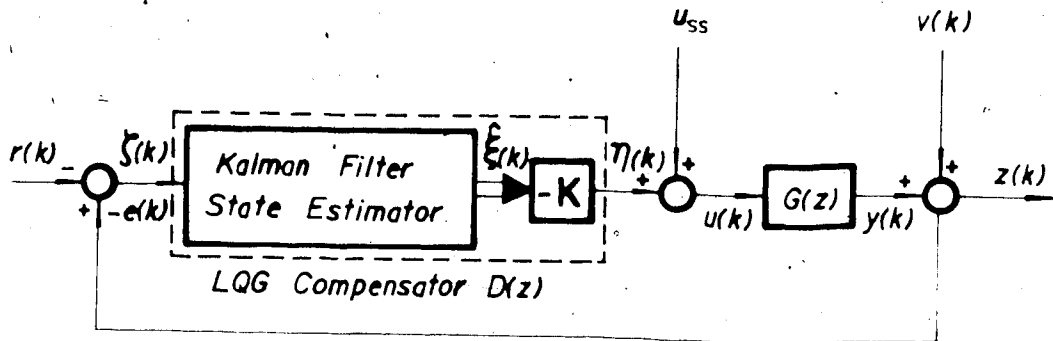 u_ss
v(k)
r(k)
-
ζ(k)
Kalman Filter
State Estimator
ξ̂(k)
-K
η(k)
+
+
u(k)
G(z)
y(k)
+
+
z(k)
+
-e(k)
LQG Compensator D(z)